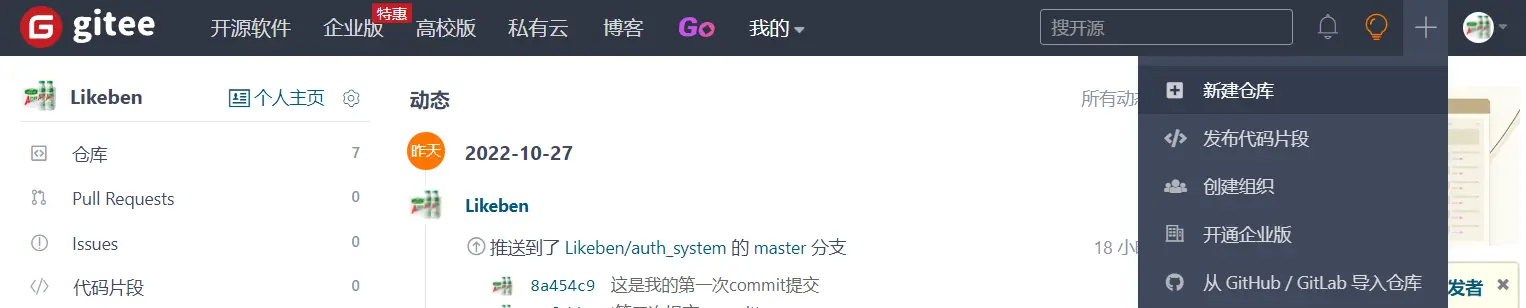 gitee 开源软件 企业版 特惠 高校版 私有云 博客 Go 我的 搜开源
Likeben 个人主页
仓库 7
Pull Requests 0
Issues 0
代码片段 0
动态 所有动
昨天 2022-10-27
Likeben
推送到了 Likeben/auth_system 的 master 分支 18 小
8a454c9 这是我的第一次commit提交
新建仓库
发布代码片段
创建组织
开通企业版
从 GitHub / GitLab 导入仓库
发者